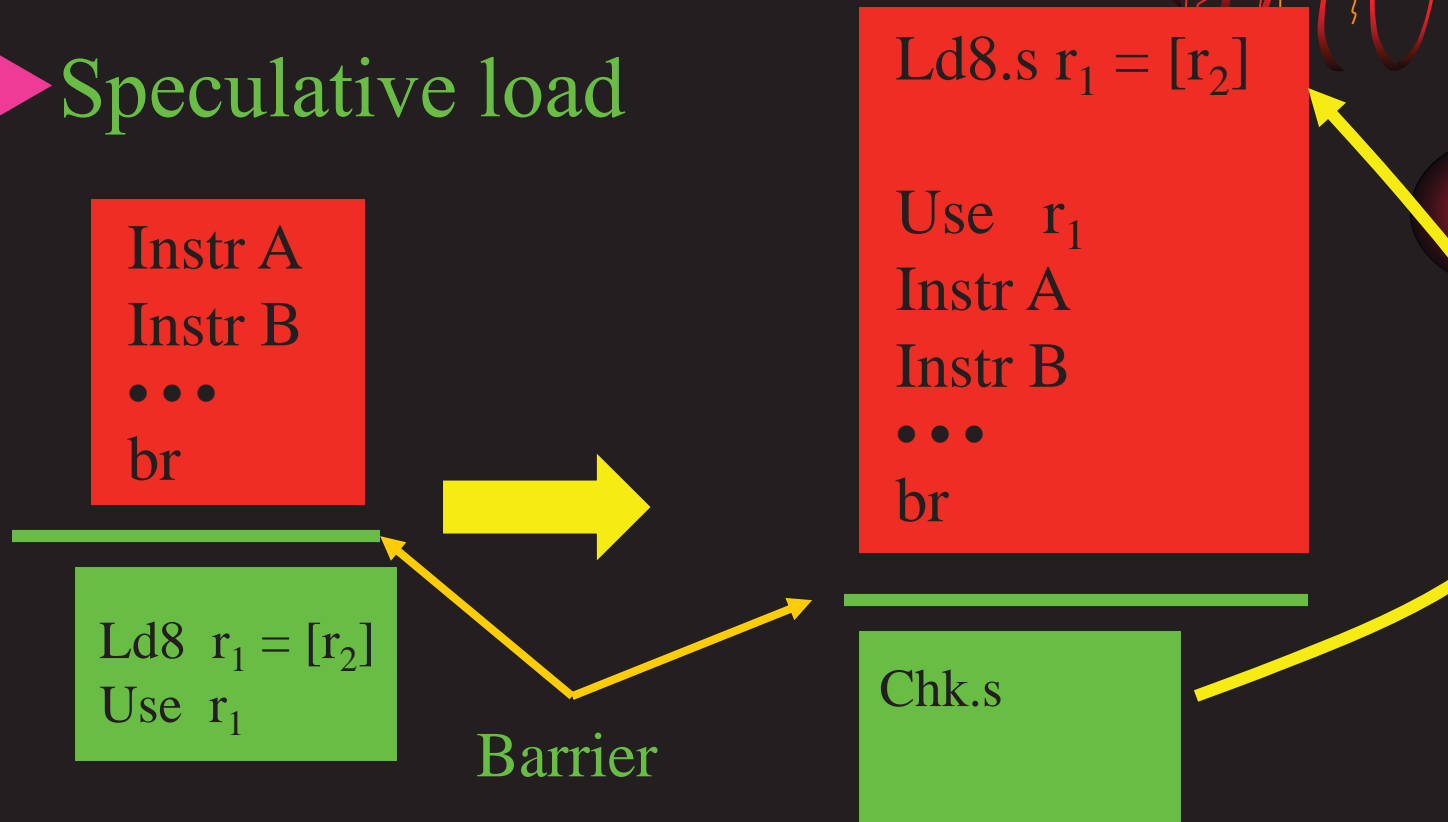 Speculative load
Instr A
Instr B
• • •
br
Ld8 r₁ = [r₂]
Use r₁
Barrier
Ld8.s r₁ = [r₂]
Use r₁
Instr A
Instr B
• • •
br
Chk.s